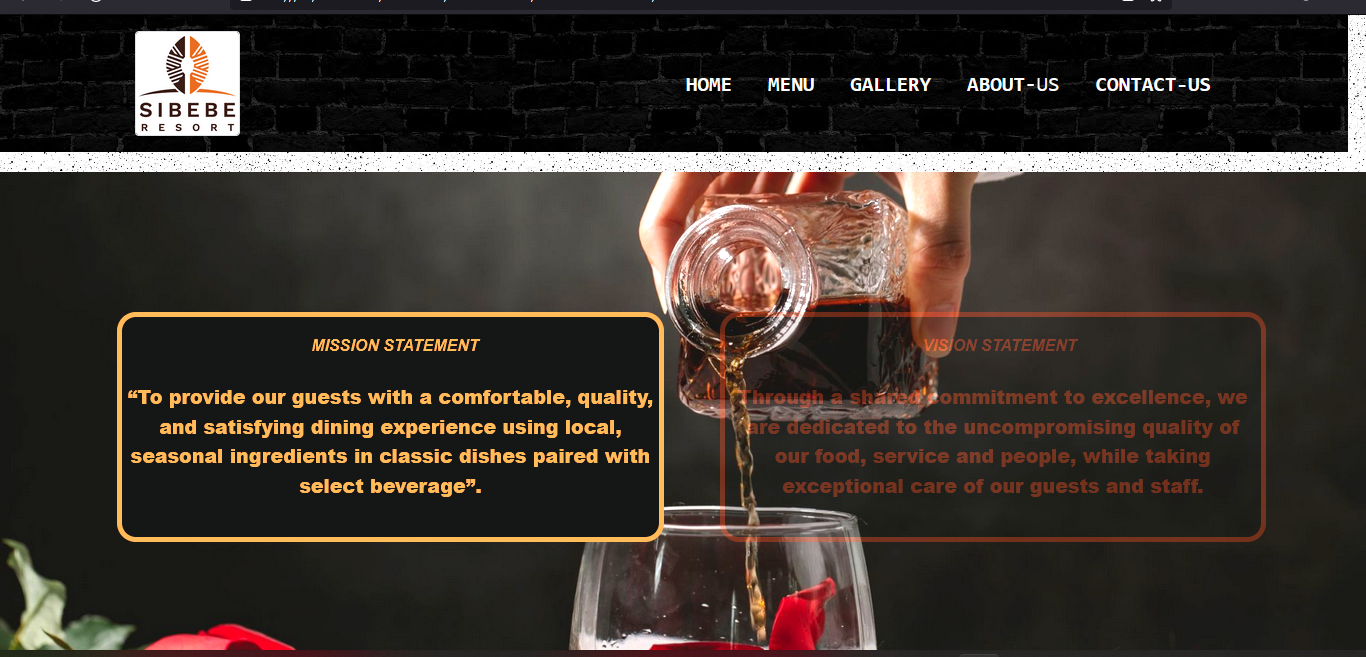 SIBEBE
RESORT
HOME MENU GALLERY ABOUT-US CONTACT-US
MISSION STATEMENT
“To provide our guests with a comfortable, quality,
and satisfying dining experience using local,
seasonal ingredients in classic dishes paired with
select beverage”.
VISION STATEMENT
Through a shared commitment to excellence, we
are dedicated to the uncompromising quality of
our food, service and people, while taking
exceptional care of our guests and staff.